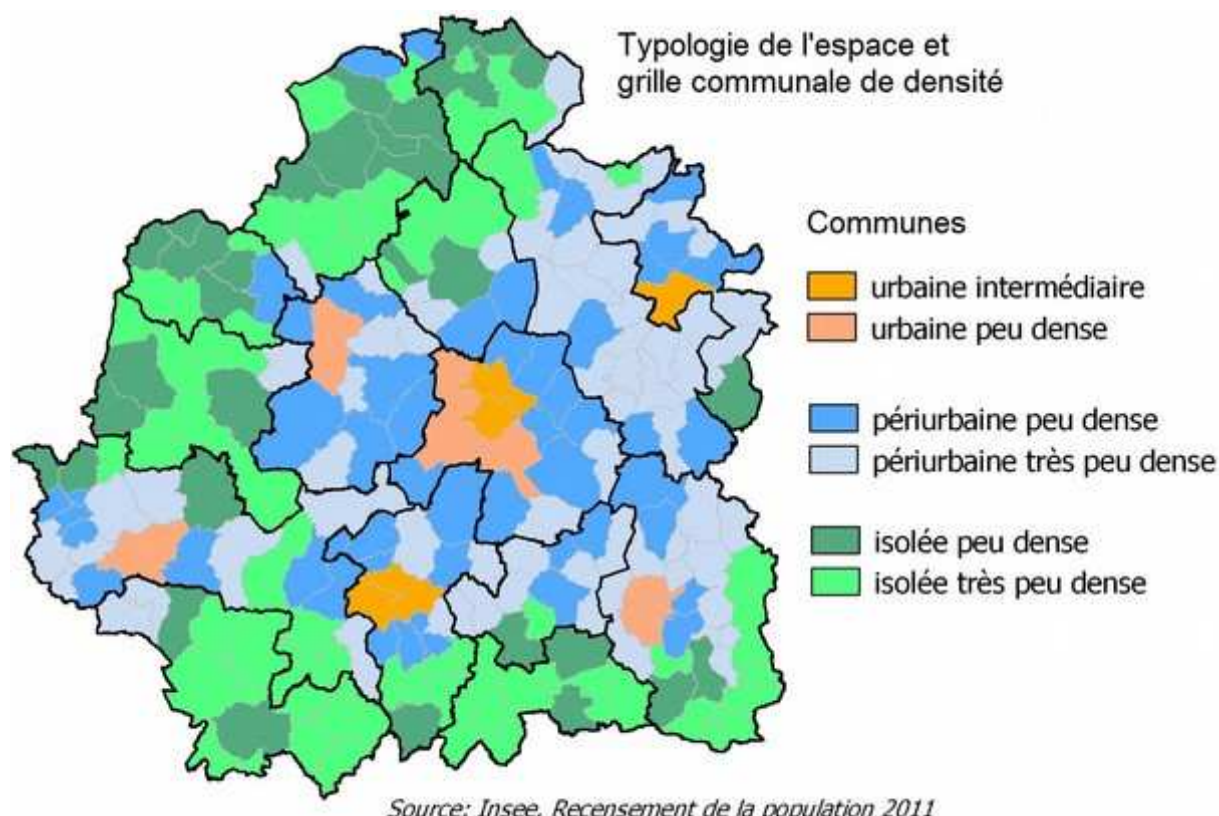 Typologie de l'espace et
grille communale de densité
Communes
urbaine intermédiaire
urbaine peu dense
périurbaine peu dense
périurbaine très peu dense
isolée peu dense
isolée très peu dense
Source: Insee, Recensement de la population 2011